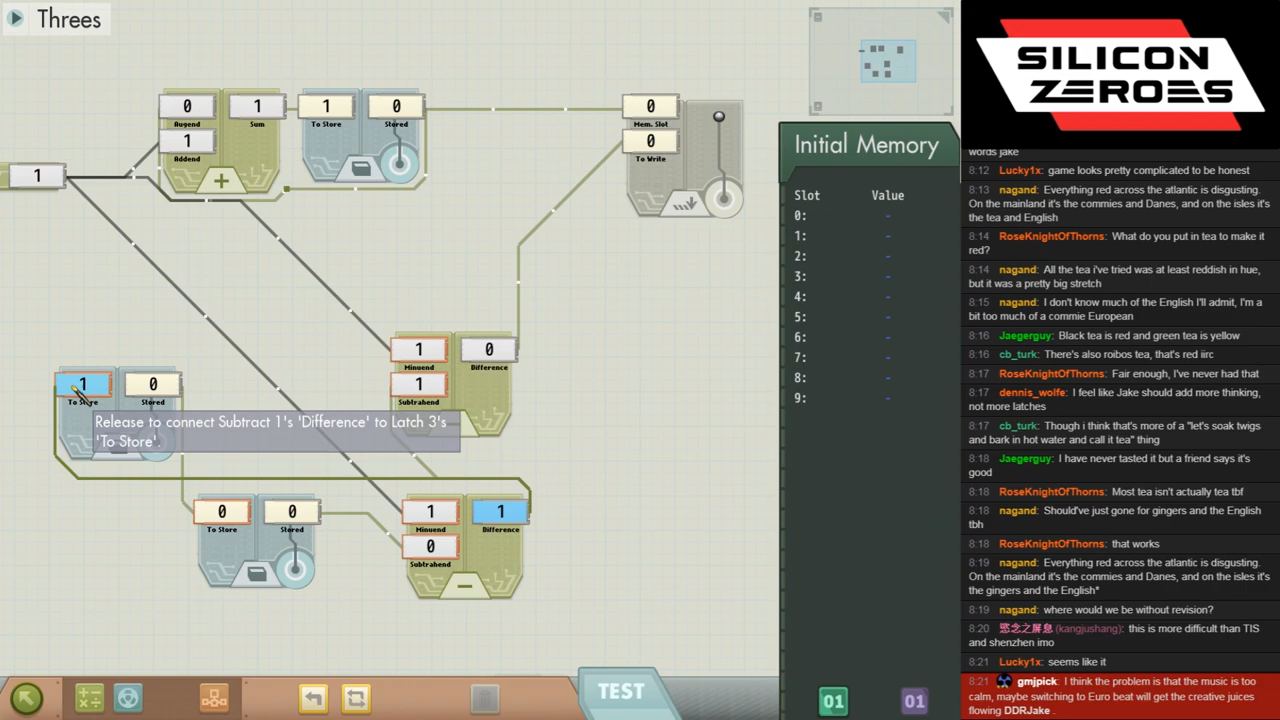 Threes
0
1
1
0
0
Augend
Sum
To Store
Stored
Mem. Slot
1
0
Addend
To Write
1
+
1
0
Minuend
Difference
1
0
1
To Store
Stored
Subtrahend
Release to connect Subtract 1's 'Difference' to Latch 3's
'To Store'.
0
0
1
1
To Store
Stored
Minuend
Difference
0
Subtrahend
−
TEST
Initial Memory
Slot
Value
0:
-
1:
-
2:
-
3:
-
4:
-
5:
-
6:
-
7:
-
8:
-
9:
-
01
01
SILICON
ZEROES
words jake
8:12 Lucky1x: game looks pretty complicated to be honest
8:13 nagand: Everything red across the atlantic is disgusting.
On the mainland it's the commies and Danes, and on the isles it's
the tea and English
8:14 RoseKnightOfThorns: What do you put in tea to make it
red?
8:14 nagand: All the tea i've tried was at least reddish in hue,
but it was a pretty big stretch
8:15 nagand: I don't know much of the English I'll admit, I'm a
bit too much of a commie European
8:16 Jaegerguy: Black tea is red and green tea is yellow
8:16 cb_turk: There's also roibos tea, that's red iirc
8:17 RoseKnightOfThorns: Fair enough, I've never had that
8:17 dennis_wolfe: I feel like Jake should add more thinking,
not more latches
8:17 cb_turk: Though i think that's more of a "let's soak twigs
and bark in hot water and call it tea" thing
8:18 Jaegerguy: I have never tasted it but a friend says it's
good
8:18 RoseKnightOfThorns: Most tea isn't actually tea tbf
8:18 nagand: Should've just gone for gingers and the English
tbh
8:18 RoseKnightOfThorns: that works
8:19 nagand: Everything red across the atlantic is disgusting.
On the mainland it's the commies and Danes, and on the isles it's
the gingers and the English*
8:19 nagand: where would we be without revision?
8:20 (kangjushang): this is more difficult than TIS
and shenzhen imo
8:21 Lucky1x: seems like it
8:21 gmjpick: I think the problem is that the music is too
calm, maybe switching to Euro beat will get the creative juices
flowing DDRJake .